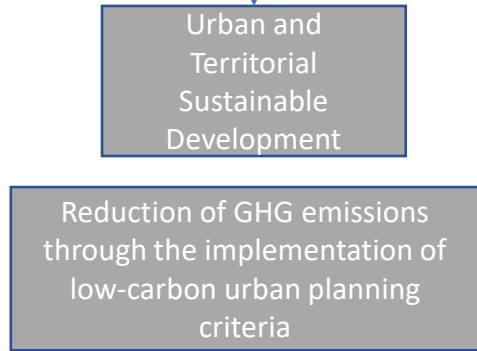 Urban and
Territorial
Sustainable
Development
Reduction of GHG emissions
through the implementation of
low-carbon urban planning
criteria